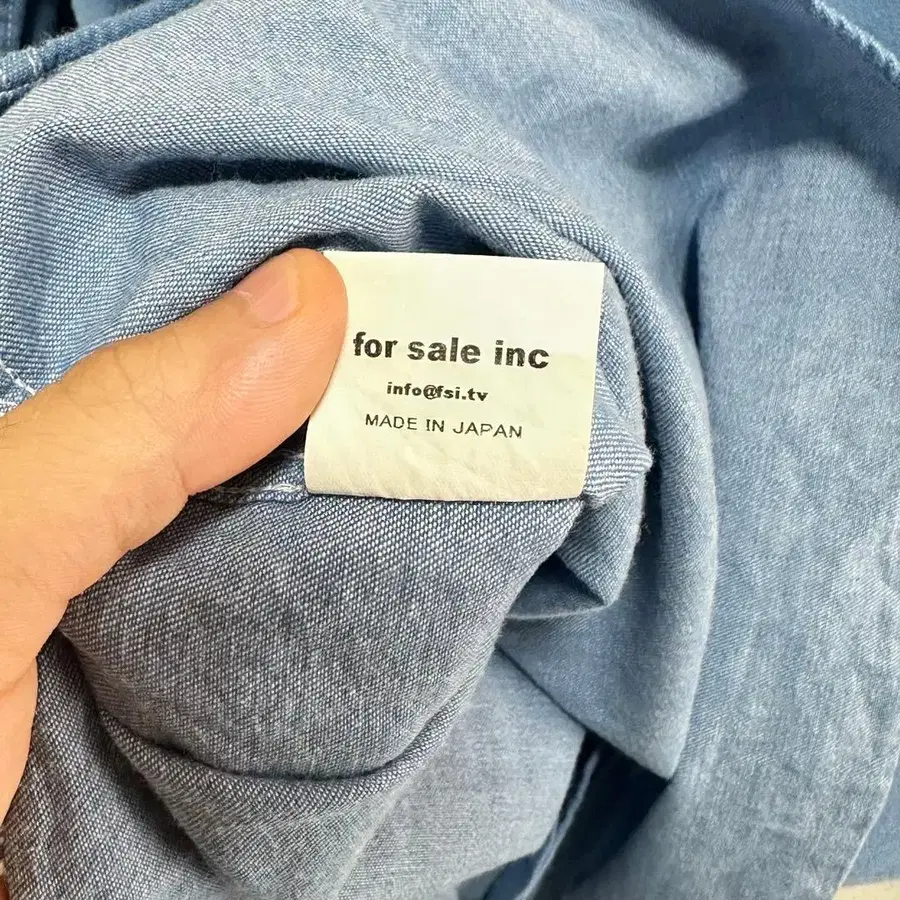 for sale inc
info@fsi.tv
MADE IN JAPAN